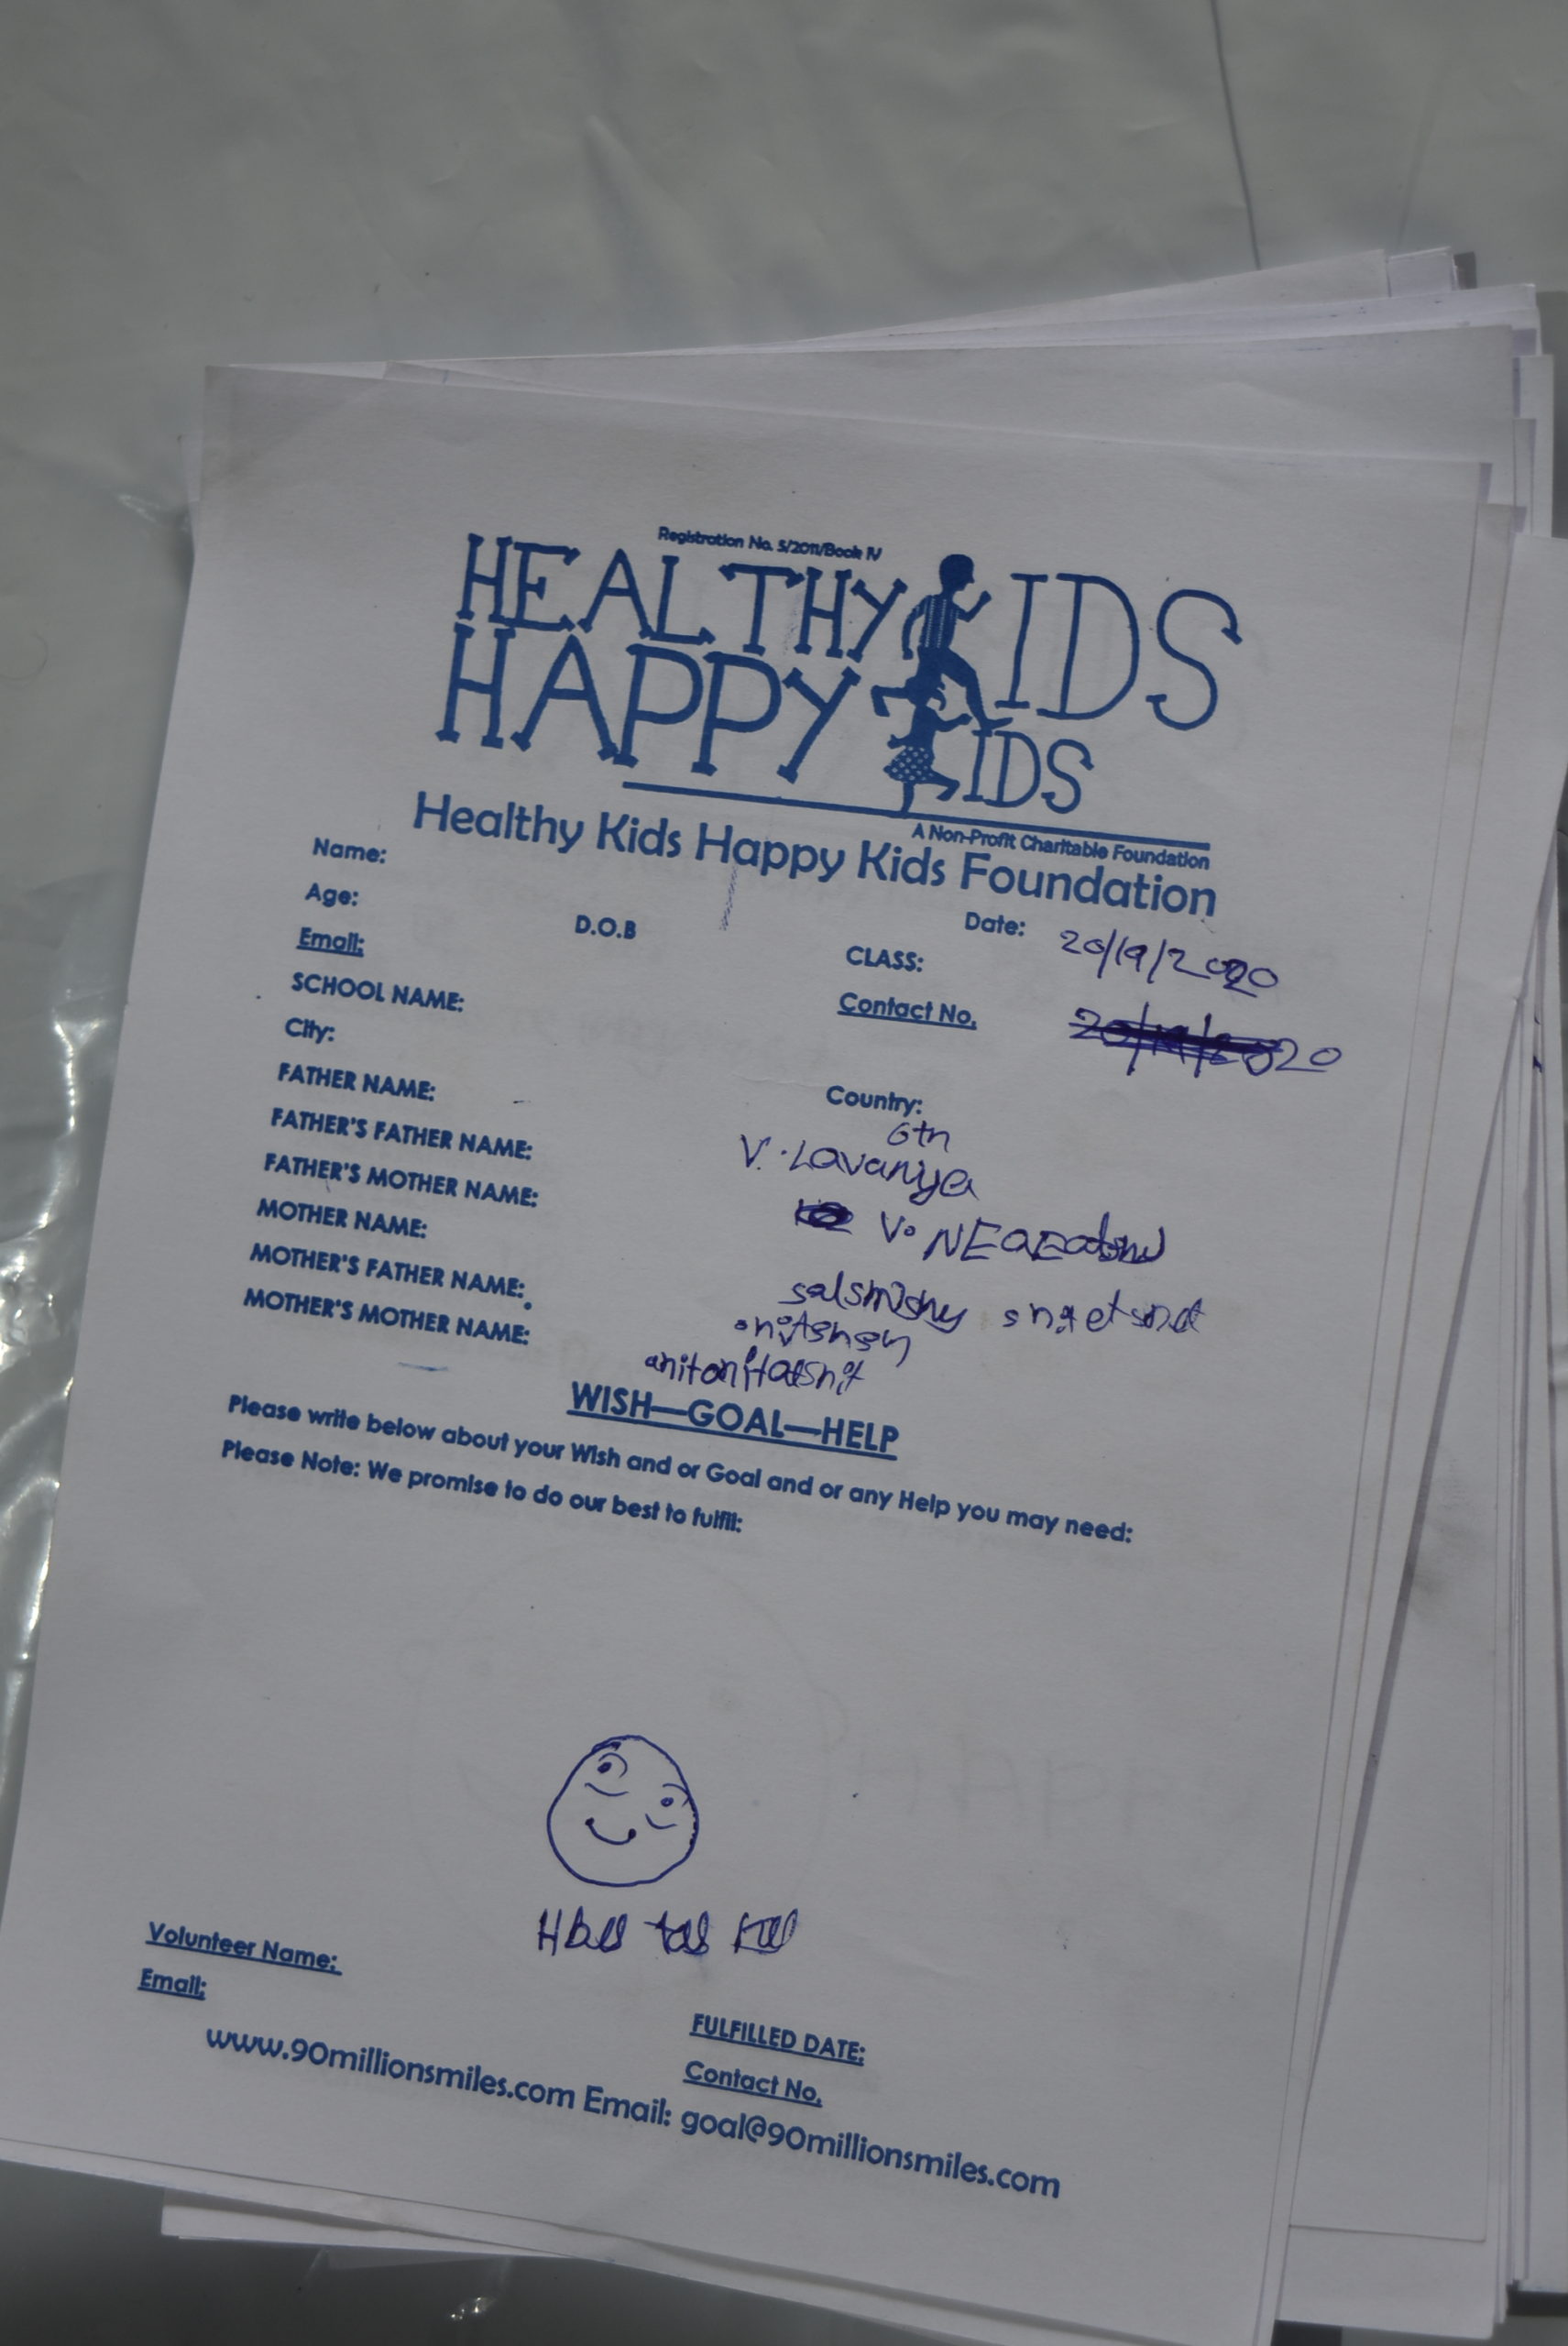 Registration No. 5/2011/Book IV
HEALTHY KIDS
HAPPY KIDS
A Non-Profit Charitable Foundation
Healthy Kids Happy Kids Foundation
Name:
Date: 20/19/2020
Age:
D.O.B
CLASS:
Email:
Contact No.
SCHOOL NAME:
City:
Country:
6th
FATHER NAME:
V. Lavanya
FATHER'S FATHER NAME:
V.
FATHER'S MOTHER NAME:
MOTHER NAME:
MOTHER'S FATHER NAME:
MOTHER'S MOTHER NAME:
WISH—GOAL—HELP
Please write below about your Wish and or Goal and or any Help you may need:
Please Note: We promise to do our best to fulfil:
Volunteer Name:
FULFILLED DATE:
Email:
Contact No.
www.90millionsmiles.com Email: goal@90millionsmiles.com